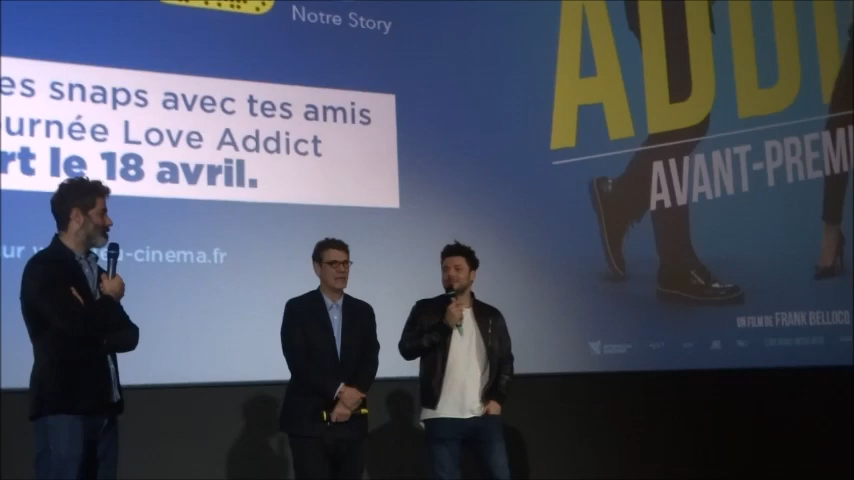 Notre Story
es snaps avec tes amis
ournée Love Addict
rt le 18 avril.
ur
u-cinema.fr
ADD
AVANT-PREMI
UN FILM DE FRANK BELLOCQ